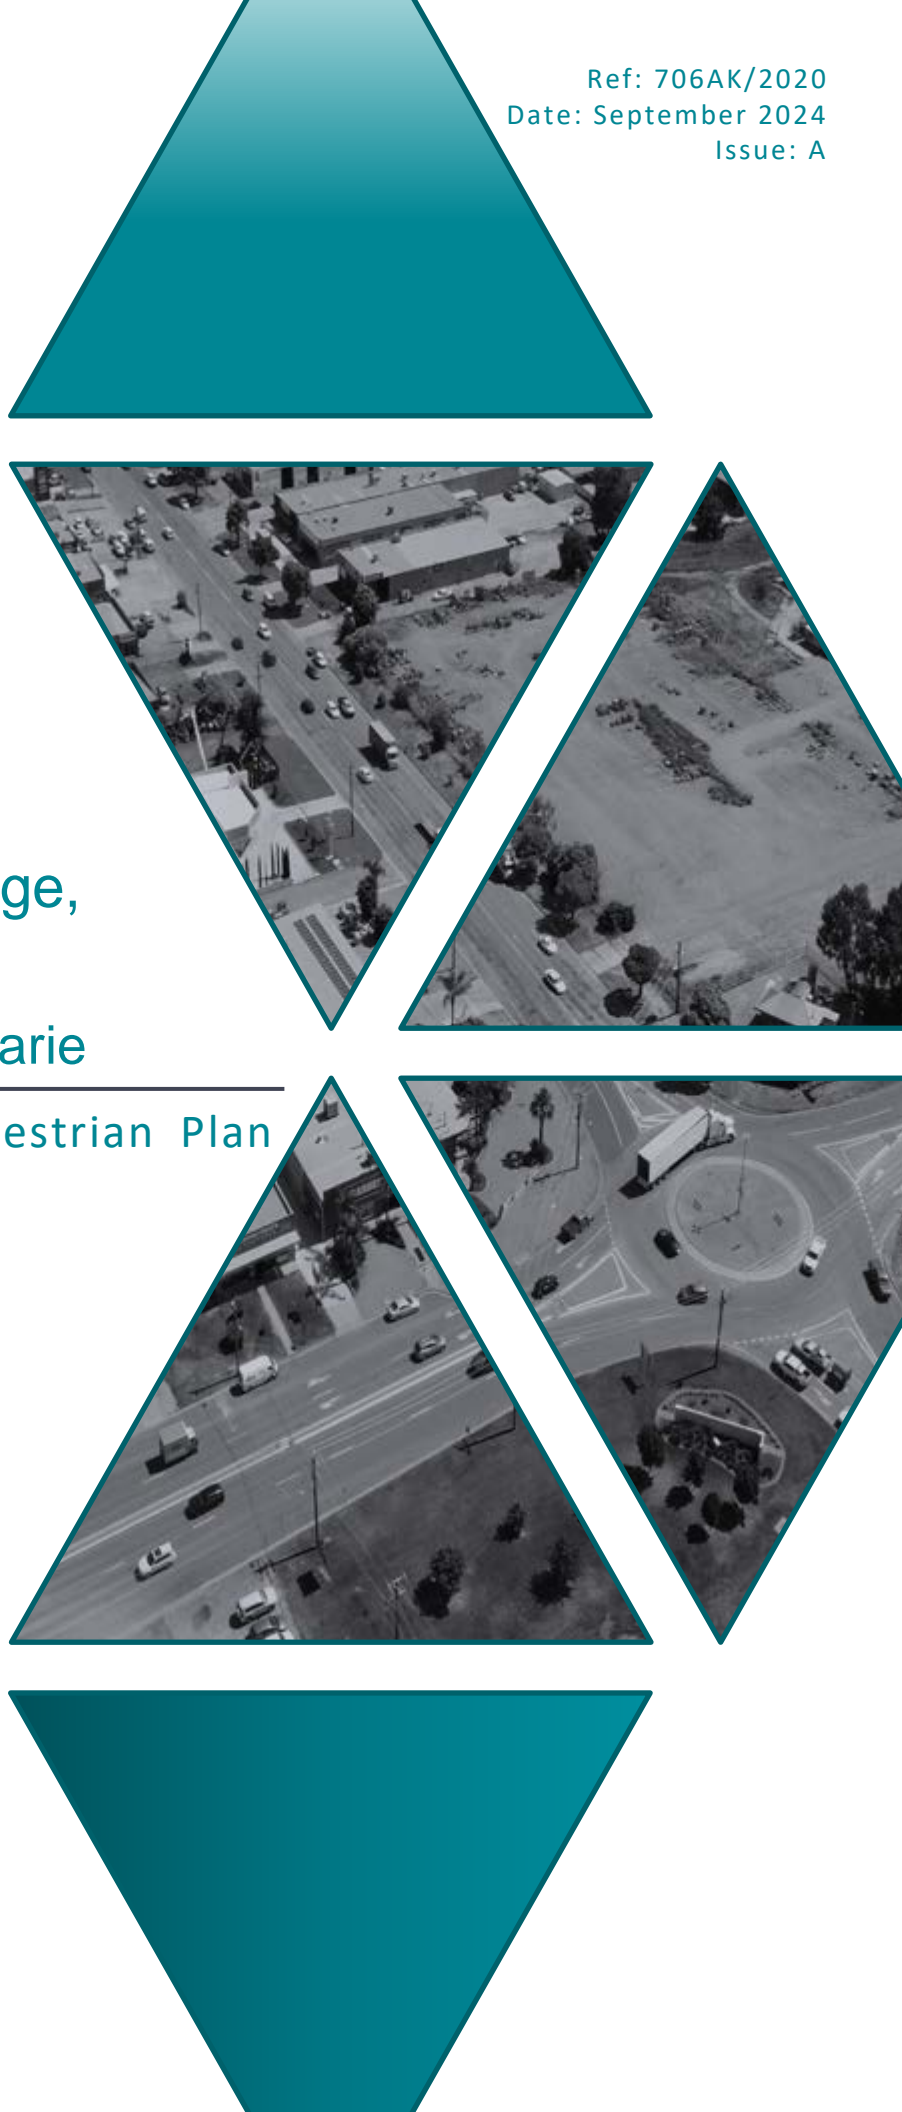 Ref: 706AK/2020
Date: September 2024
Issue: A
ge,
arie
estrian Plan